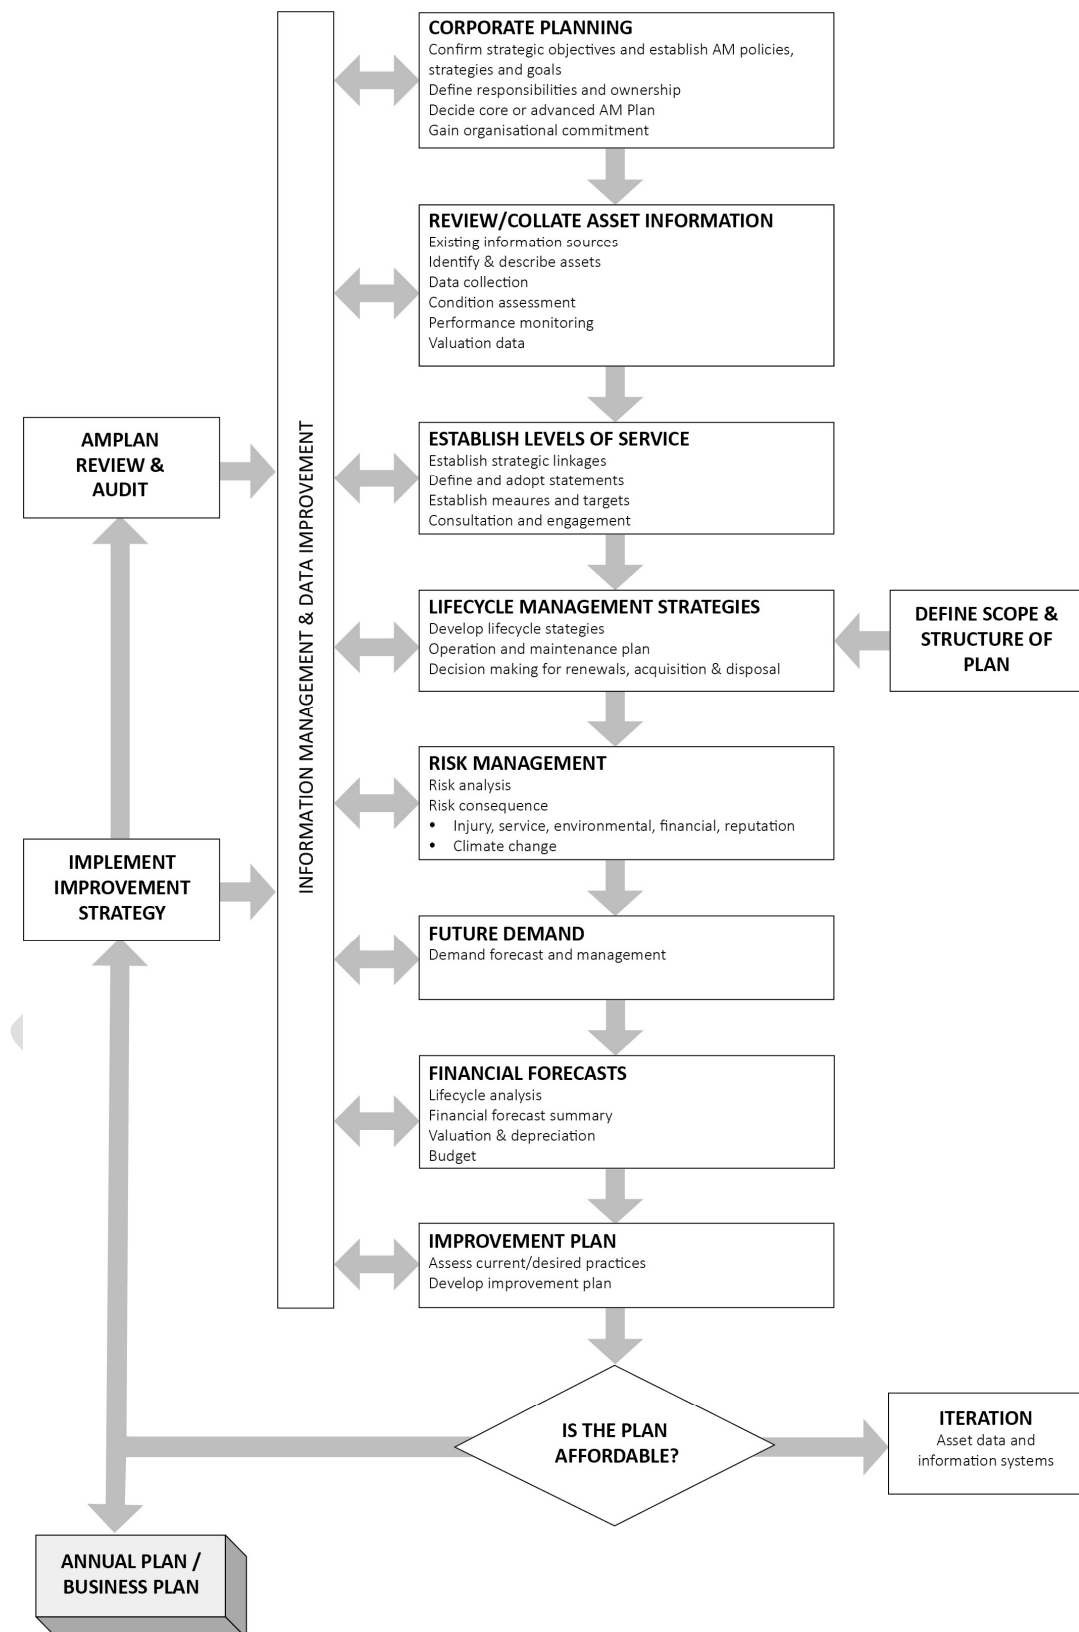 CORPORATE PLANNING
Confirm strategic objectives and establish AM policies,
strategies and goals
Define responsibilities and ownership
Decide core or advanced AM Plan
Gain organisational commitment
REVIEW/COLLATE ASSET INFORMATION
Existing information sources
Identify & describe assets
Data collection
Condition assessment
Performance monitoring
Valuation data
AMPLAN
REVIEW &
AUDIT
INFORMATION MANAGEMENT & DATA IMPROVEMENT
ESTABLISH LEVELS OF SERVICE
Establish strategic linkages
Define and adopt statements
Establish meaures and targets
Consultation and engagement
LIFECYCLE MANAGEMENT STRATEGIES
Develop lifecycle stategies
Operation and maintenance plan
Decision making for renewals, acquisition & disposal
DEFINE SCOPE &
STRUCTURE OF
PLAN
RISK MANAGEMENT
Risk analysis
Risk consequence
• Injury, service, environmental, financial, reputation
• Climate change
IMPLEMENT
IMPROVEMENT
STRATEGY
FUTURE DEMAND
Demand forecast and management
FINANCIAL FORECASTS
Lifecycle analysis
Financial forecast summary
Valuation & depreciation
Budget
IMPROVEMENT PLAN
Assess current/desired practices
Develop improvement plan
IS THE PLAN
AFFORDABLE?
ITERATION
Asset data and
information systems
ANNUAL PLAN /
BUSINESS PLAN